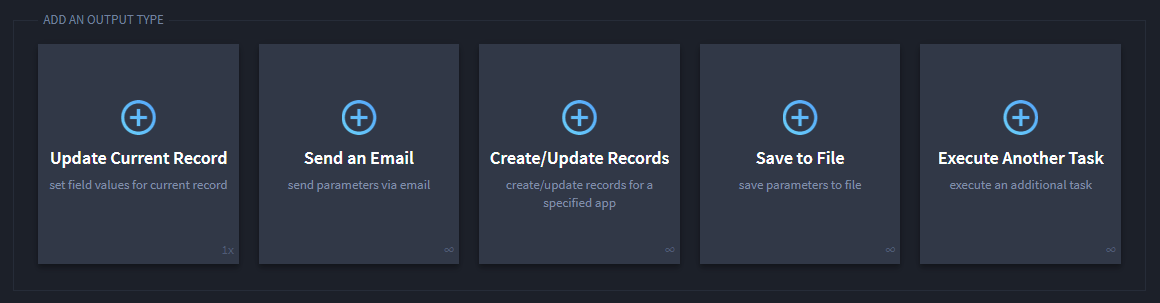 ADD AN OUTPUT TYPE
Update Current Record
set field values for current record
1x
Send an Email
send parameters via email
∞
Create/Update Records
create/update records for a
specified app
∞
Save to File
save parameters to file
∞
Execute Another Task
execute an additional task
∞